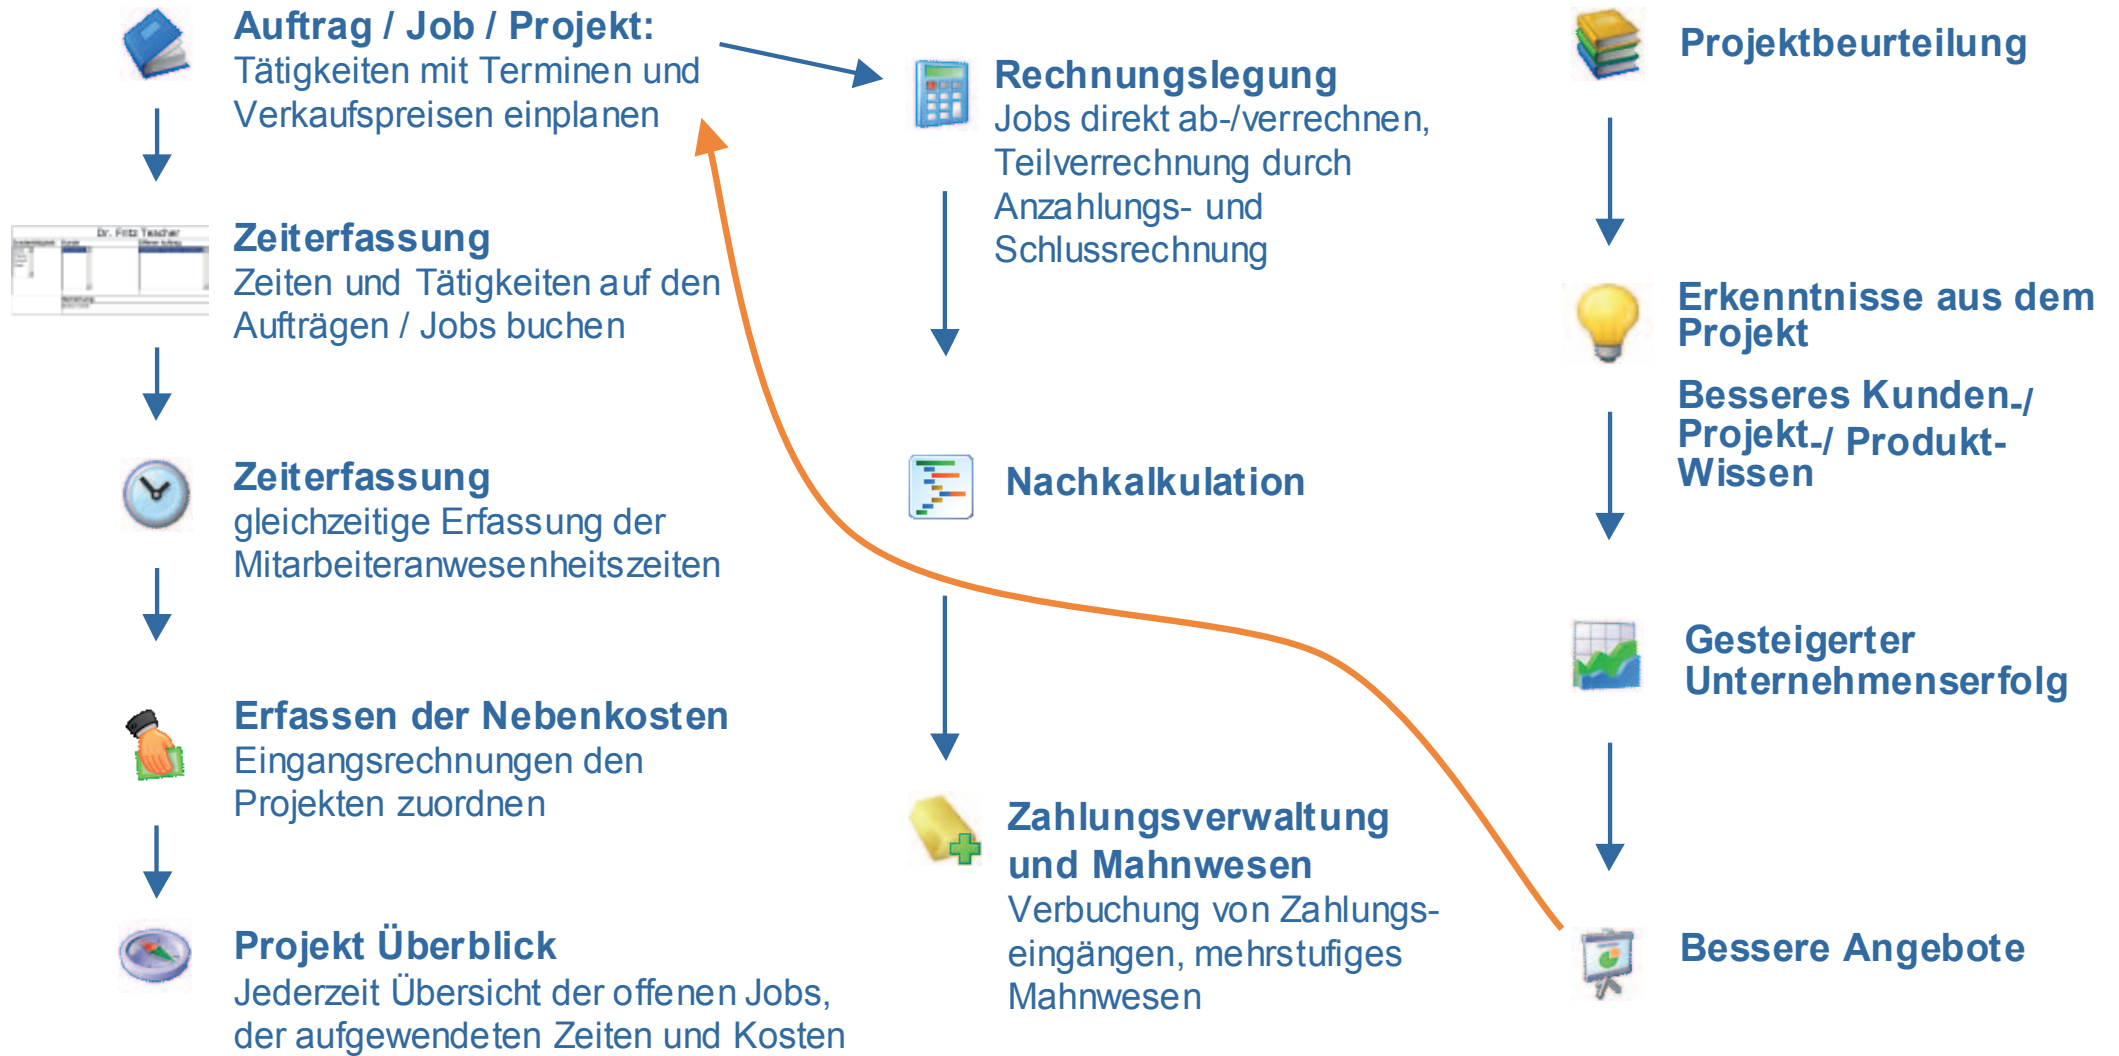 Auftrag / Job / Projekt:
Tätigkeiten mit Terminen und
Verkaufspreisen einplanen
Dr. Fritz Teacher
Zeiterfassung
Zeiten und Tätigkeiten auf den
Aufträgen / Jobs buchen
Zeiterfassung
gleichzeitige Erfassung der
Mitarbeiteranwesenheitszeiten
Erfassen der Nebenkosten
Eingangsrechnungen den
Projekten zuordnen
Projekt Überblick
Jederzeit Übersicht der offenen Jobs,
der aufgewendeten Zeiten und Kosten
Rechnungslegung
Jobs direkt ab-/verrechnen,
Teilverrechnung durch
Anzahlungs- und
Schlussrechnung
Nachkalkulation
Zahlungsverwaltung
und Mahnwesen
Verbuchung von Zahlungs-
eingängen, mehrstufiges
Mahnwesen
Projektbeurteilung
Erkenntnisse aus dem
Projekt
Besseres Kunden-/
Projekt-/ Produkt-
Wissen
Gesteigerter
Unternehmenserfolg
Bessere Angebote